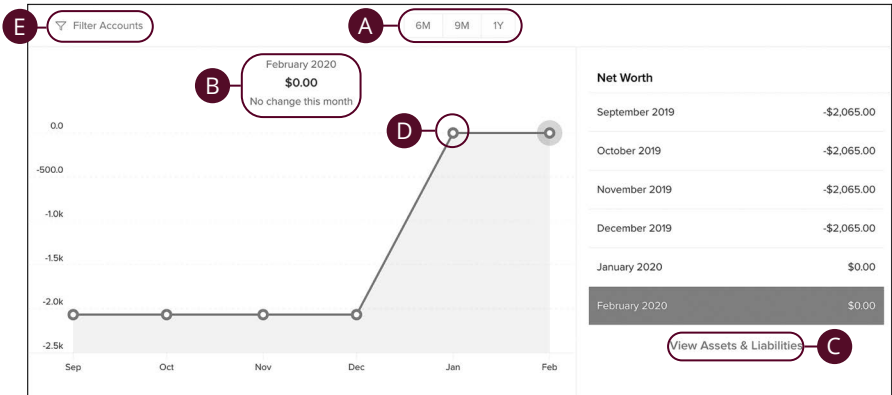 E
Filter Accounts
A
6M 9M 1Y
B
February 2020
$0.00
No change this month
D
0.0
-500.0
-1.0k
-1.5k
-2.0k
-2.5k
Sep Oct Nov Dec Jan Feb
Net Worth
September 2019 -$2,065.00
October 2019 -$2,065.00
November 2019 -$2,065.00
December 2019 -$2,065.00
January 2020 $0.00
February 2020 $0.00
View Assets & Liabilities
C